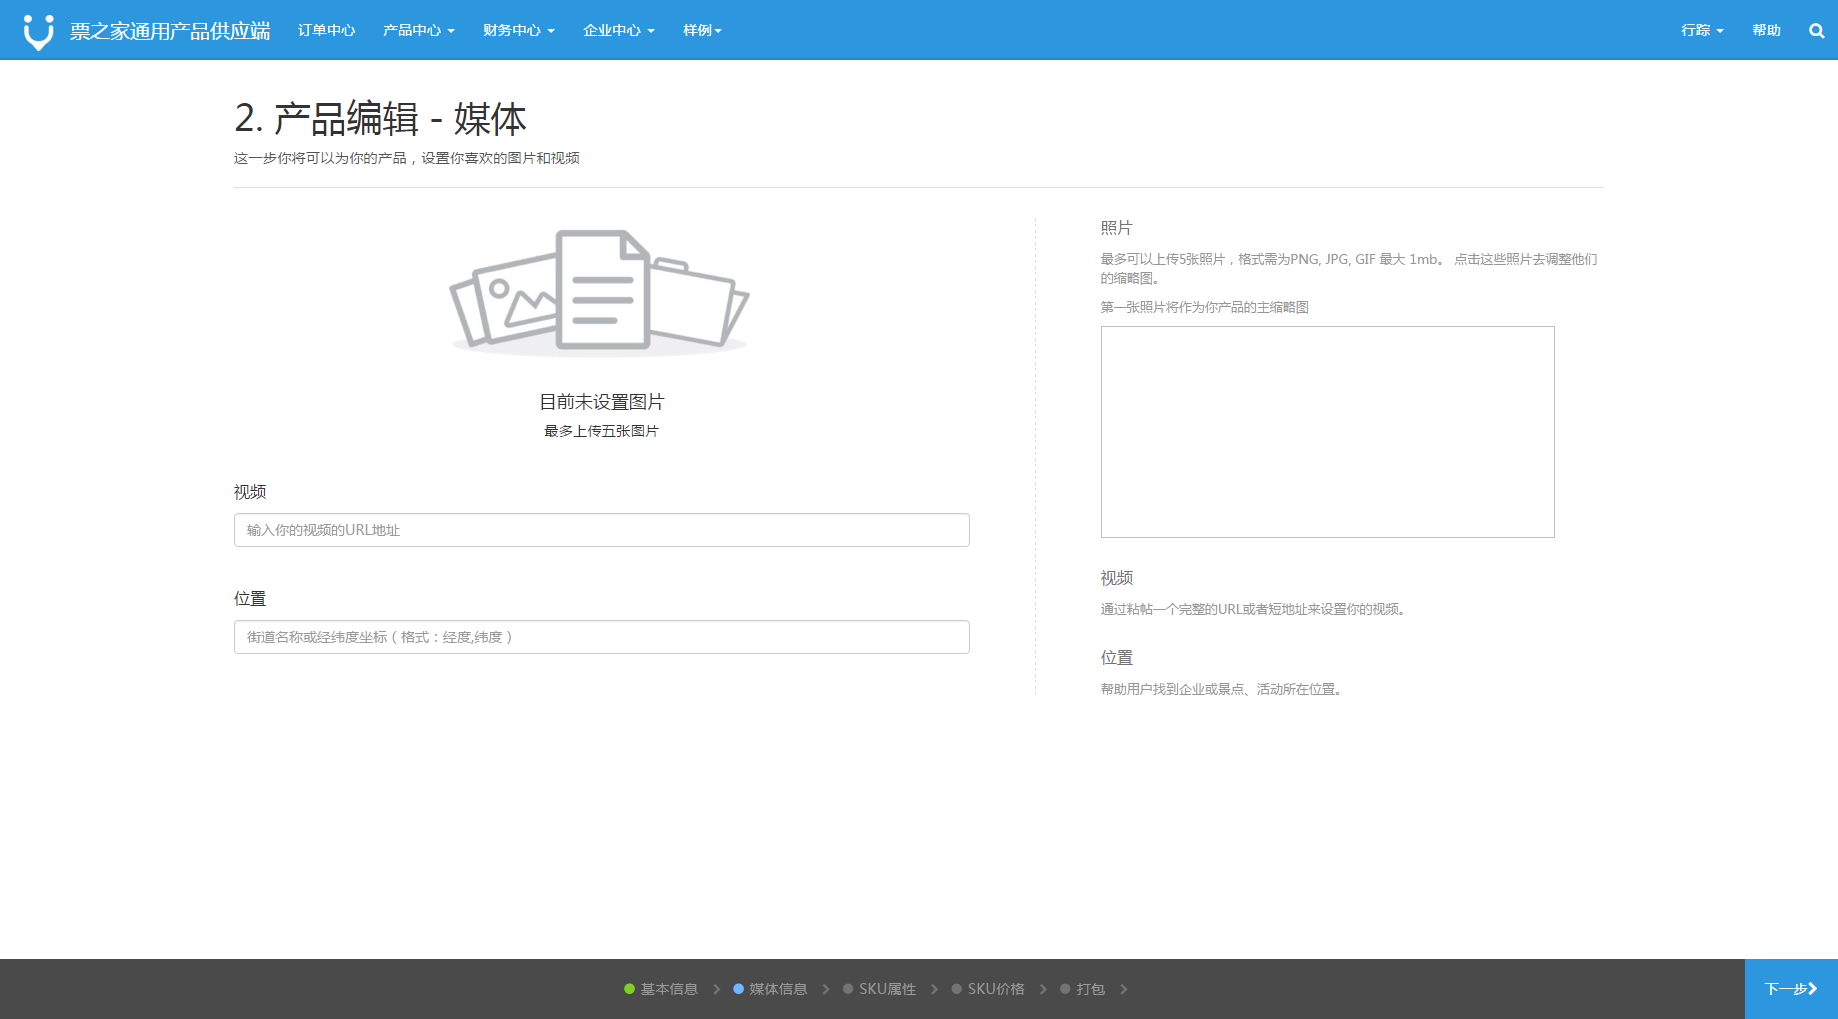 票之家通用产品供应端 订单中心 产品中心 财务中心 企业中心 样例 行踪 帮助
2. 产品编辑 - 媒体
这一步你将可以为你的产品，设置你喜欢的图片和视频
目前未设置图片
最多上传五张图片
视频
输入你的视频的URL地址
位置
街道名称或经纬度坐标（格式：经度,纬度）
照片
最多可以上传5张照片，格式需为PNG, JPG, GIF 最大 1mb。 点击这些照片去调整他们
的缩略图。
第一张照片将作为你产品的主缩略图
视频
通过粘帖一个完整的URL或者短地址来设置你的视频。
位置
帮助用户找到企业或景点、活动所在位置。
基本信息 媒体信息 SKU属性 SKU价格 打包
下一步